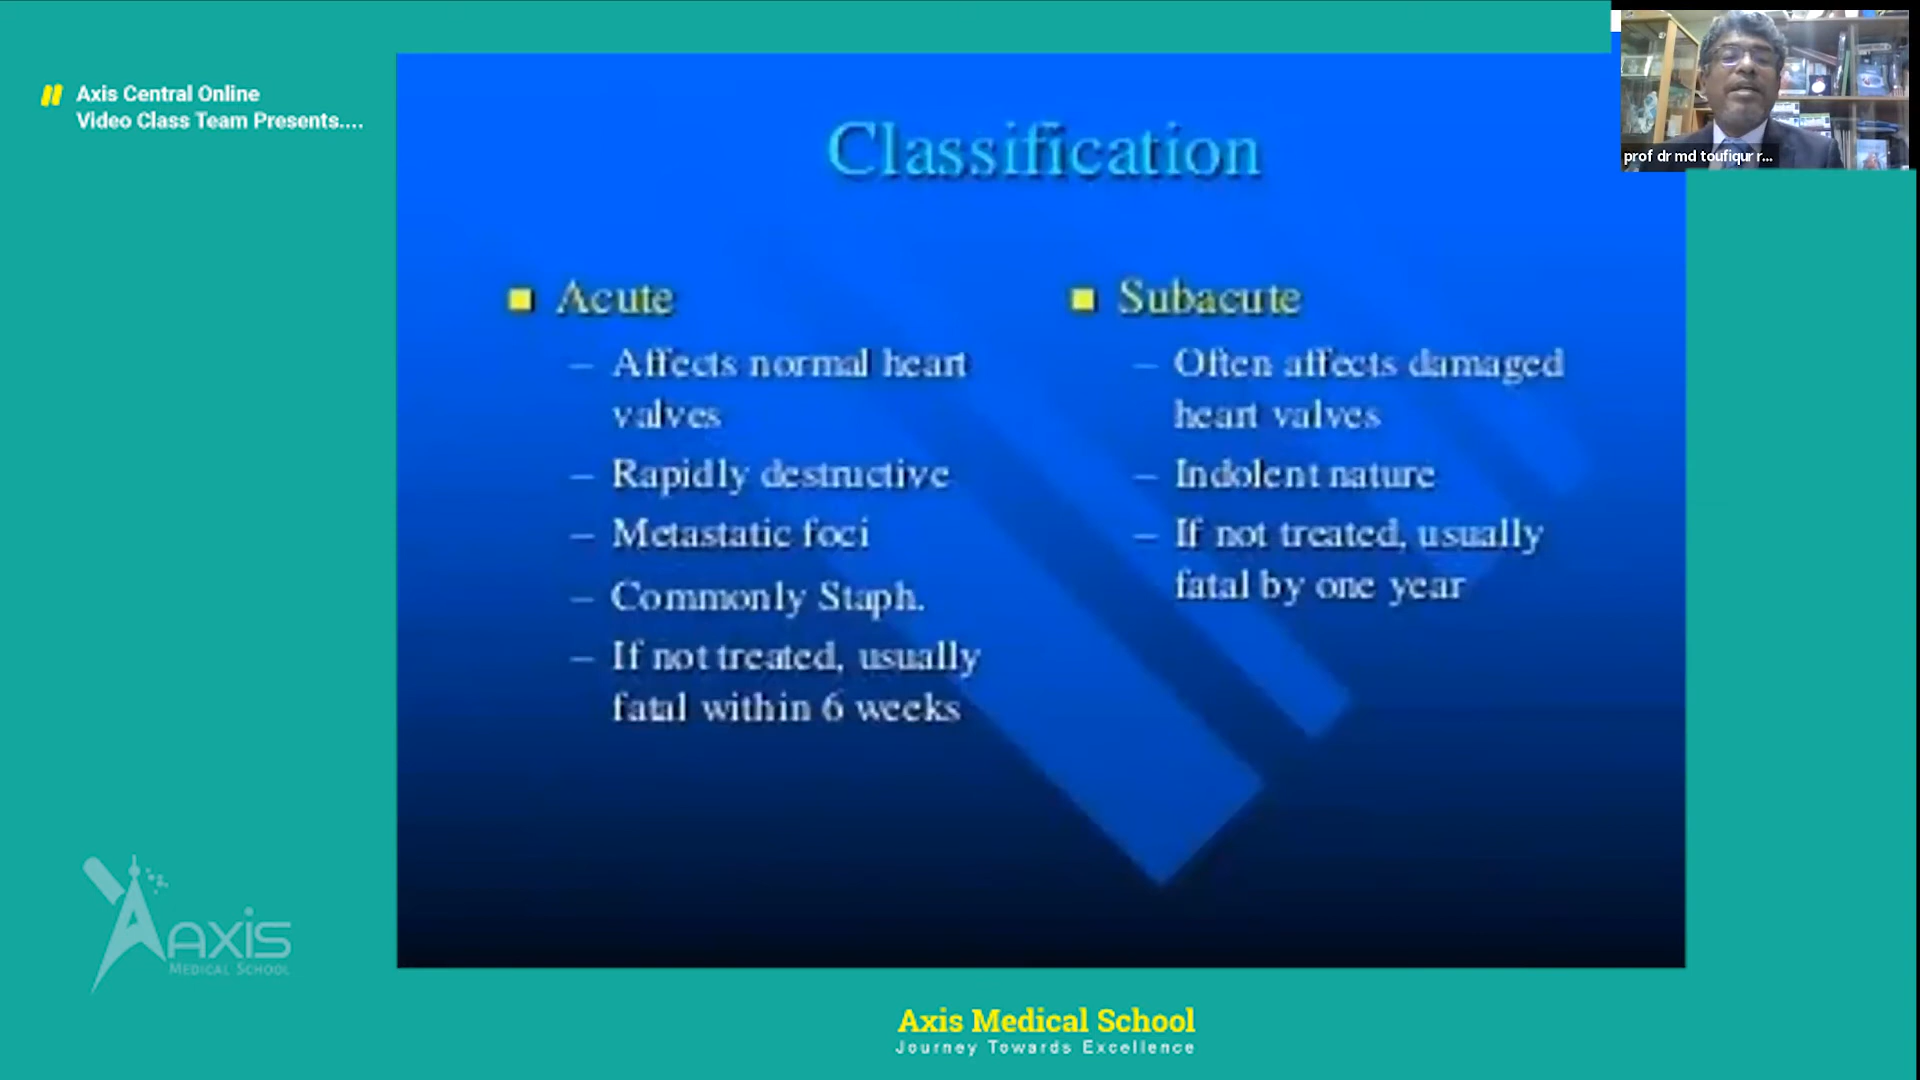 Axis Central Online
Video Class Team Presents....
prof dr md toufiqur r...
Classification
Acute
– Affects normal heart
valves
– Rapidly destructive
– Metastatic foci
– Commonly Staph.
– If not treated, usually
fatal within 6 weeks
Subacute
– Often affects damaged
heart valves
– Indolent nature
– If not treated, usually
fatal by one year
AXIS
MEDICAL SCHOOL
Axis Medical School
Journey Towards Excellence